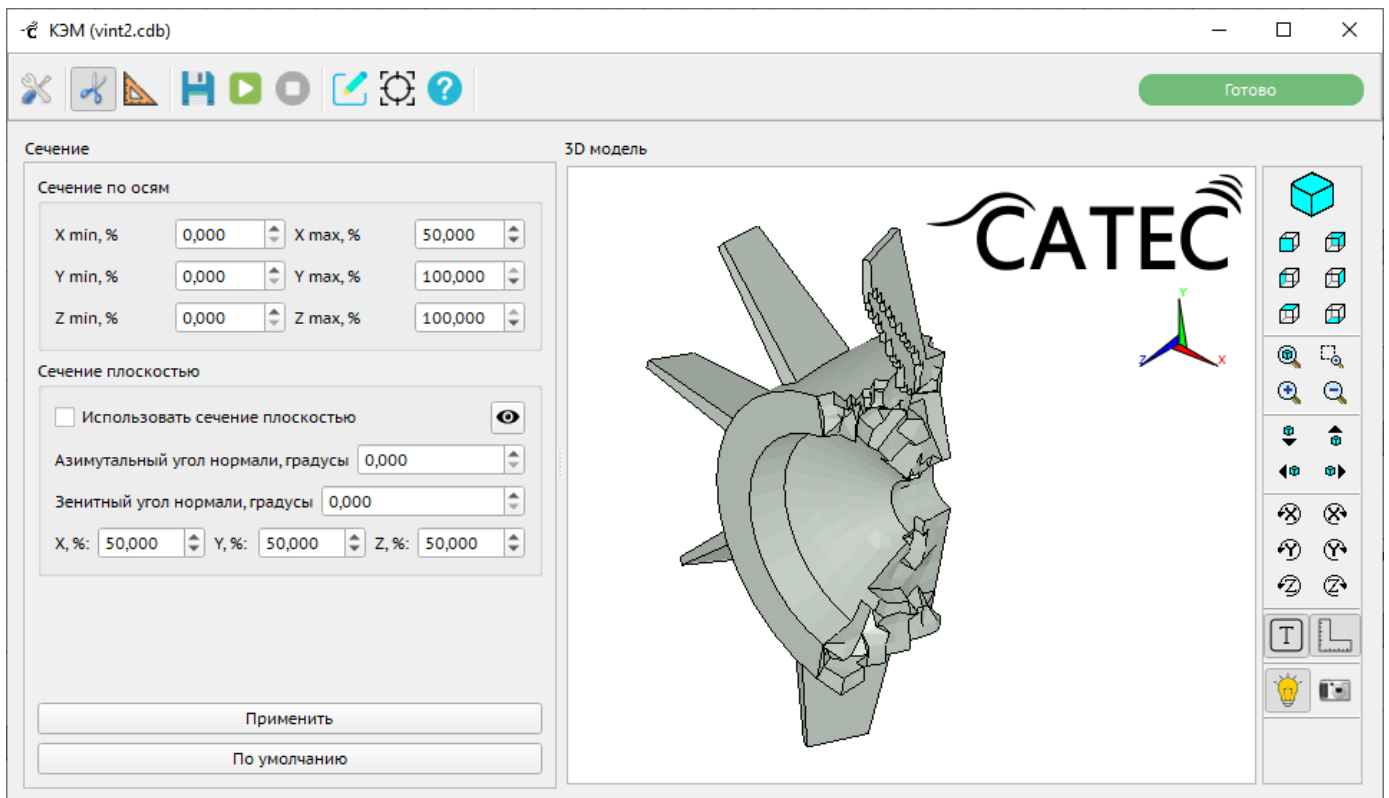 КЭМ (vint2.cdb)
Готово
Сечение
3D модель
Сечение по осям
X min, % 0,000 X max, % 50,000
Y min, % 0,000 Y max, % 100,000
Z min, % 0,000 Z max, % 100,000
Сечение плоскостью
Использовать сечение плоскостью
Азимутальный угол нормали, градусы 0,000
Зенитный угол нормали, градусы 0,000
X, %: 50,000 Y, %: 50,000 Z, %: 50,000
Применить
По умолчанию
CATEC
Y
Z X
X X
Y Y
Z Z
T